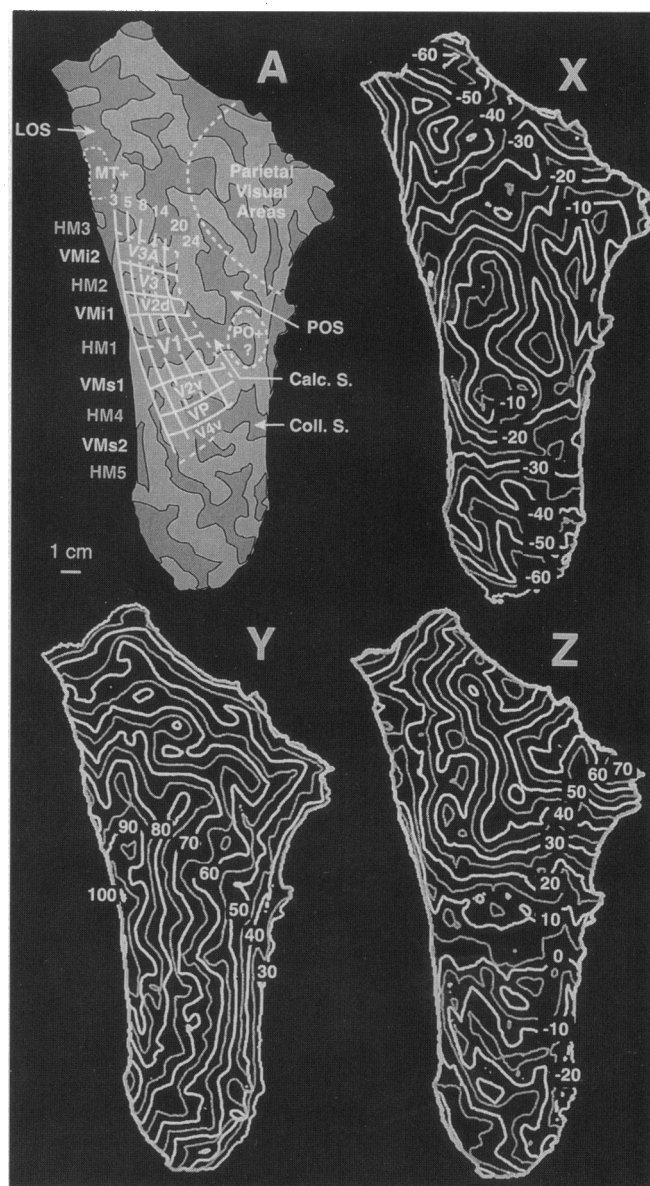 A
LOS
MT+
Parietal
Visual
Areas
3 5 8 14
20
24
HM3
V3A
VMi2
V3
HM2
V2d
VMi1
POS
PO+
?
HM1
V1
VMs1
V2v
Calc. S.
HM4
VP
Coll. S.
V4v
VMs2
HM5
1 cm
X
-60
-50
-40
-30
-20
-10
-10
-20
-30
-40
-50
-60
Y
90 80
70
60
100
50
40
30
Z
60 70
50
40
30
20
10
0
-10
-20